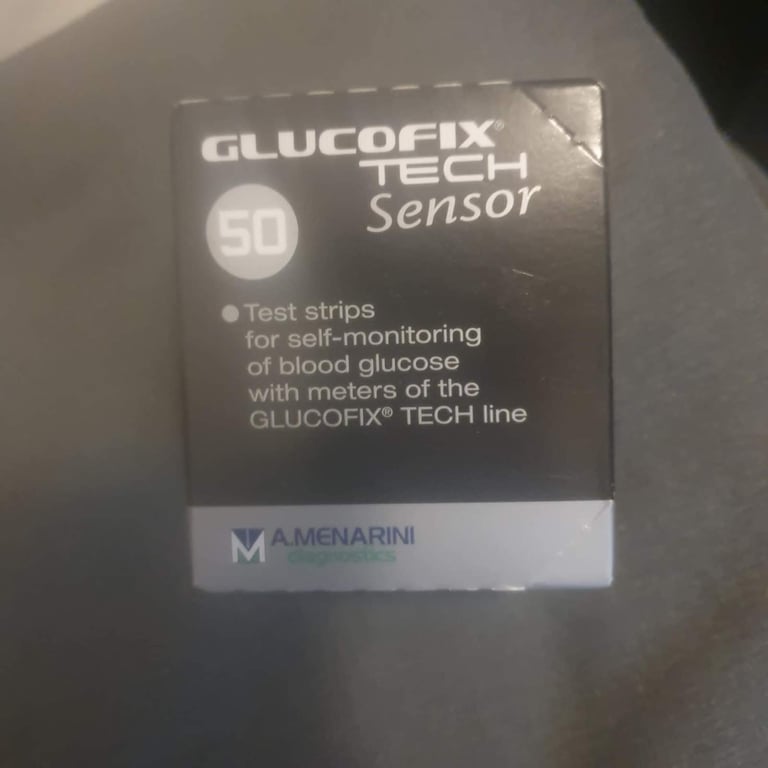 GLUCOFIX®
TECH
Sensor
50
Test strips
for self-monitoring
of blood glucose
with meters of the
GLUCOFIX® TECH line
A.MENARINI
diagnostics